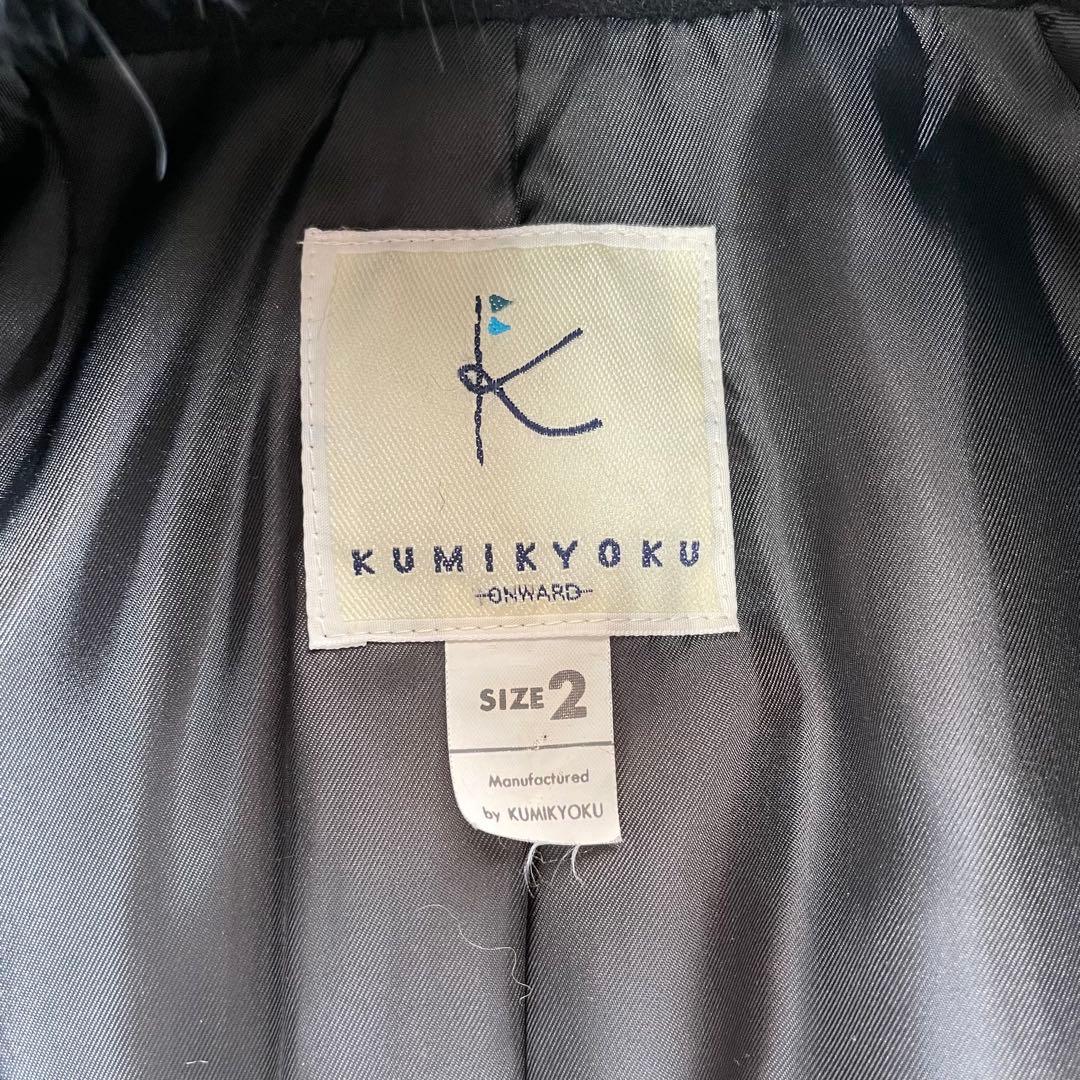 K
KUMIKYOKU
ONWARD
SIZE 2
Manufactured
by KUMIKYOKU